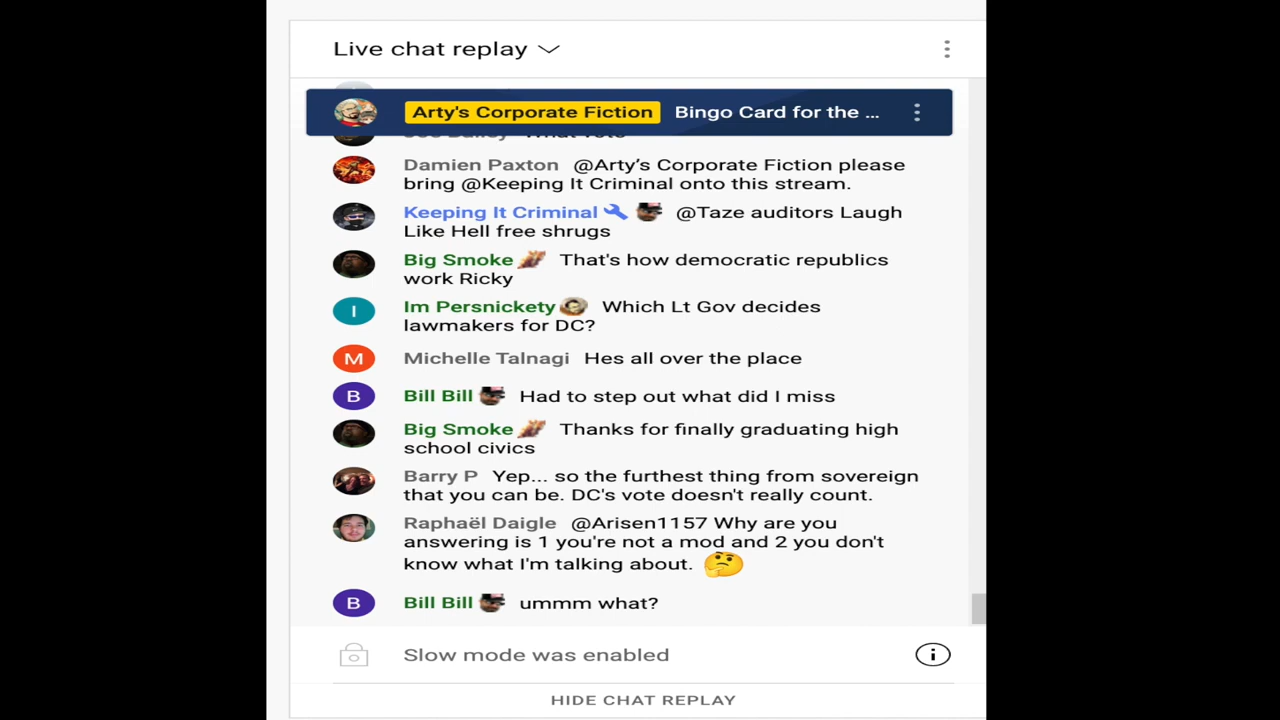 Live chat replay
Arty's Corporate Fiction Bingo Card for the ...
Damien Paxton @Arty's Corporate Fiction please
bring @Keeping It Criminal onto this stream.
Keeping It Criminal @Taze auditors Laugh
Like Hell free shrugs
Big Smoke That's how democratic republics
work Ricky
I
Im Persnickety Which Lt Gov decides
lawmakers for DC?
M
Michelle Talnagi Hes all over the place
B
Bill Bill Had to step out what did I miss
Big Smoke Thanks for finally graduating high
school civics
Barry P Yep... so the furthest thing from sovereign
that you can be. DC's vote doesn't really count.
Raphaël Daigle @Arisen1157 Why are you
answering is 1 you're not a mod and 2 you don't
know what I'm talking about.
B
Bill Bill ummm what?
Slow mode was enabled
HIDE CHAT REPLAY